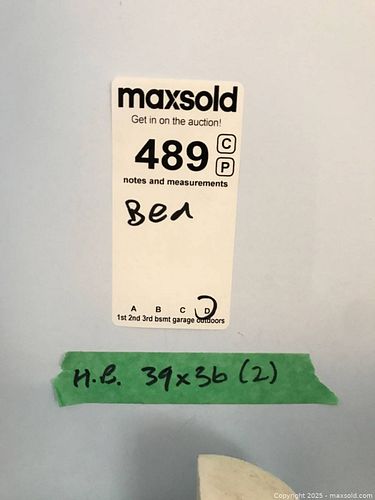 maxsold
Get in on the auction!
489 C
P
notes and measurements
Bed
A B C D
1st 2nd 3rd bsmt garage outdoors
H.B. 39x36 (2)
Copyright © 2025 - maxsold.com